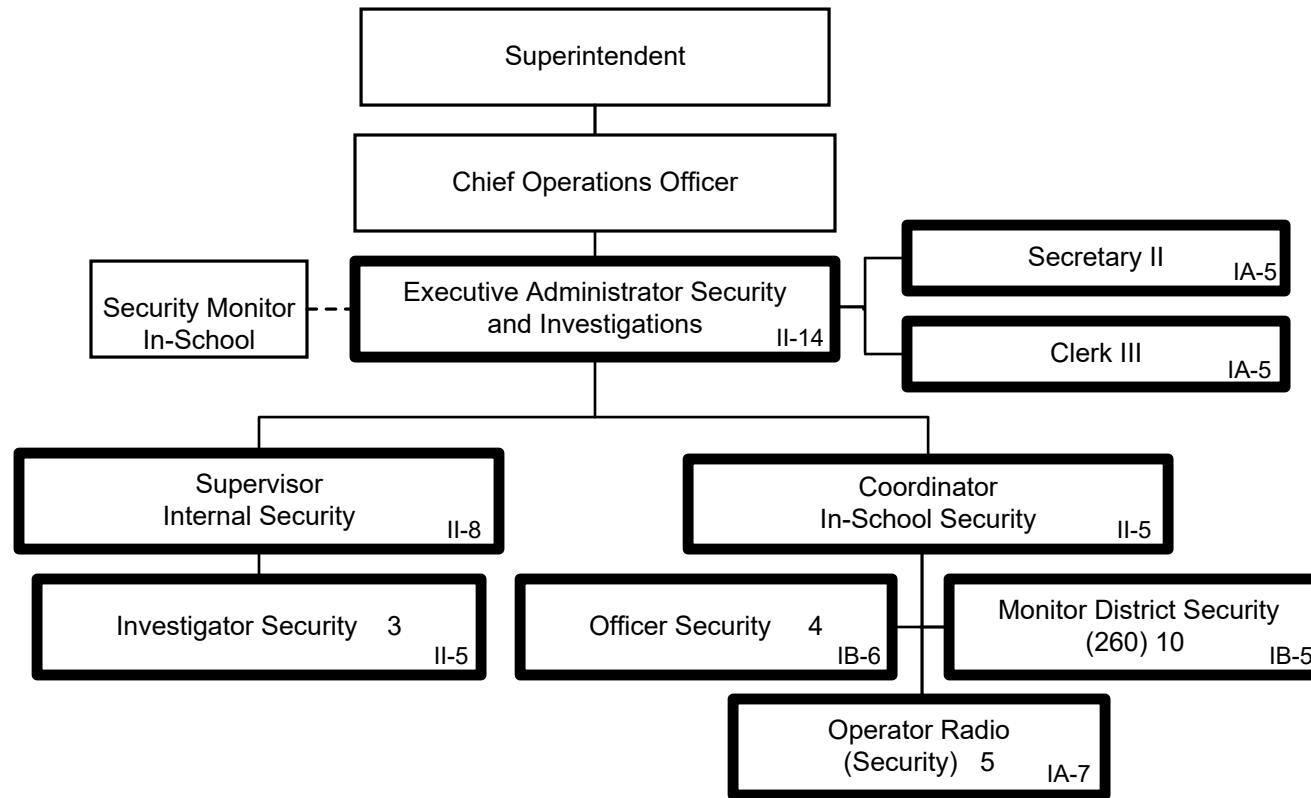 Superintendent
Chief Operations Officer
Security Monitor
In-School
Executive Administrator Security
and Investigations
II-14
Secretary II
IA-5
Clerk III
IA-5
Supervisor
Internal Security
II-8
Coordinator
In-School Security
II-5
Investigator Security 3
II-5
Officer Security 4
IB-6
Monitor District Security
(260) 10
IB-5
Operator Radio
(Security) 5
IA-7